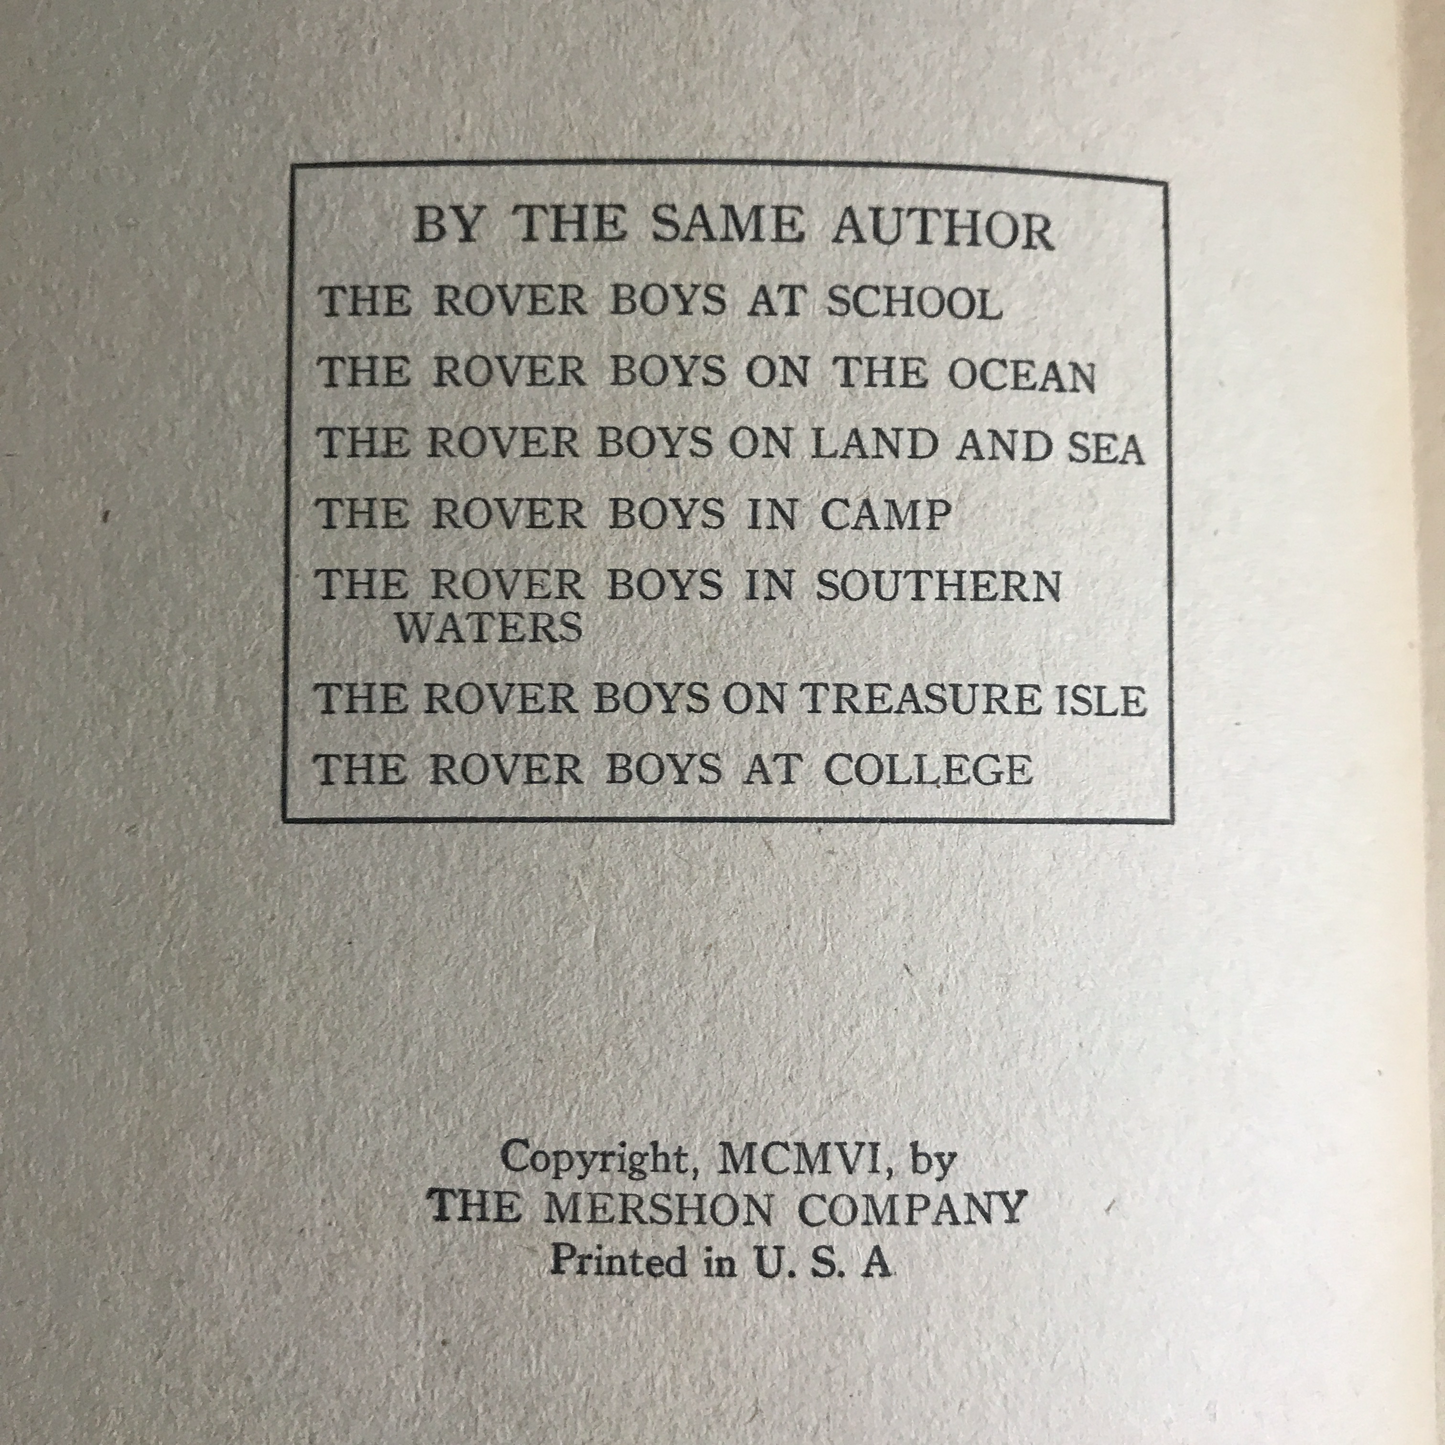 BY THE SAME AUTHOR
THE ROVER BOYS AT SCHOOL
THE ROVER BOYS ON THE OCEAN
THE ROVER BOYS ON LAND AND SEA
THE ROVER BOYS IN CAMP
THE ROVER BOYS IN SOUTHERN
WATERS
THE ROVER BOYS ON TREASURE ISLE
THE ROVER BOYS AT COLLEGE
Copyright, MCMVI, by
THE MERSHON COMPANY
Printed in U. S. A